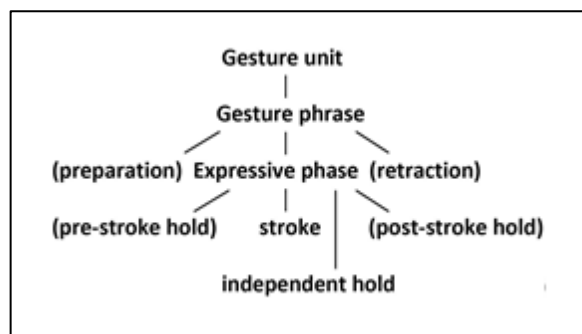 Gesture unit
Gesture phrase
(preparation) Expressive phase (retraction)
(pre-stroke hold) stroke (post-stroke hold)
independent hold